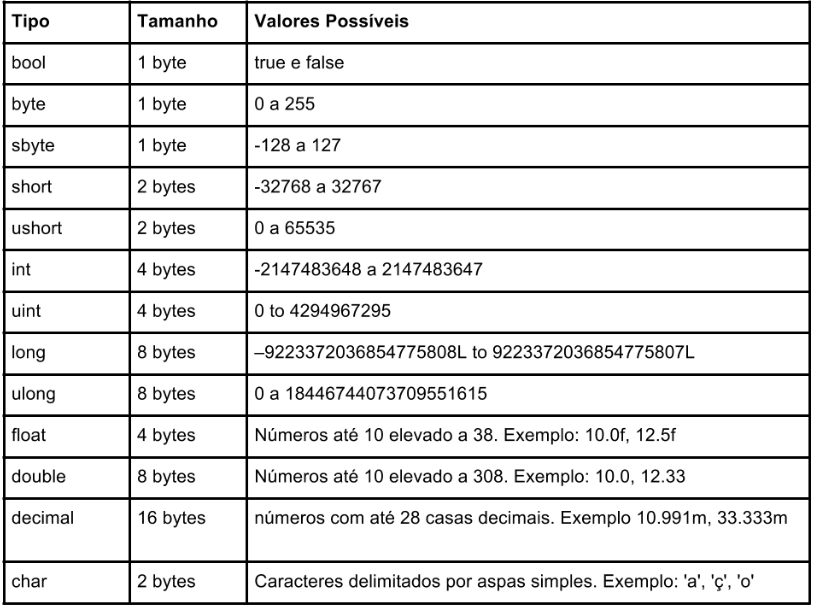 Tipo Tamanho Valores Possíveis
bool 1 byte true e false
byte 1 byte 0 a 255
sbyte 1 byte -128 a 127
short 2 bytes -32768 a 32767
ushort 2 bytes 0 a 65535
int 4 bytes -2147483648 a 2147483647
uint 4 bytes 0 to 4294967295
long 8 bytes –9223372036854775808L to 9223372036854775807L
ulong 8 bytes 0 a 18446744073709551615
float 4 bytes Números até 10 elevado a 38. Exemplo: 10.0f, 12.5f
double 8 bytes Números até 10 elevado a 308. Exemplo: 10.0, 12.33
decimal 16 bytes números com até 28 casas decimais. Exemplo 10.991m, 33.333m
char 2 bytes Caracteres delimitados por aspas simples. Exemplo: 'a', 'ç', 'o'